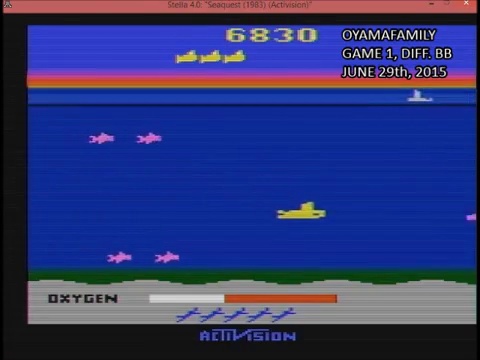 Stella 4.0: "Seaquest (1983) (Activision)"
6830
OYAMAFAMILY
GAME 1, DIFF. BB
JUNE 29th, 2015
OXYGEN
ACTIVISION